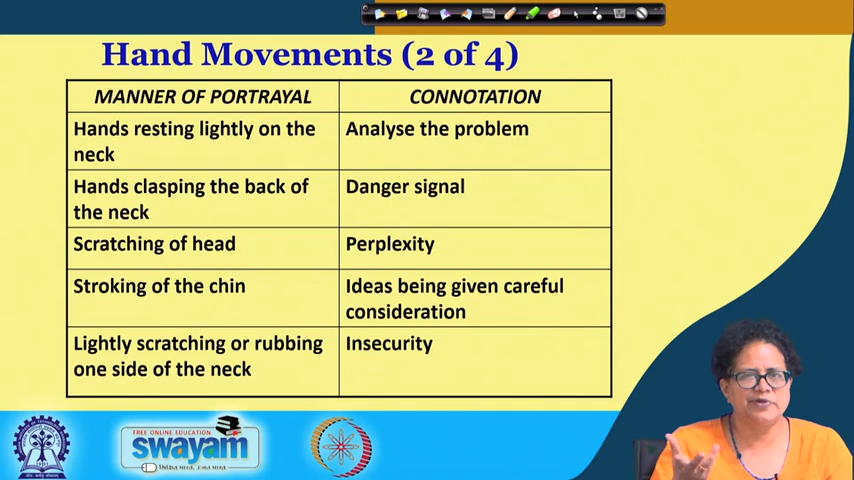 Hand Movements (2 of 4)
MANNER OF PORTRAYAL
CONNOTATION
Hands resting lightly on the
neck
Analyse the problem
Hands clasping the back of
the neck
Danger signal
Scratching of head
Perplexity
Stroking of the chin
Ideas being given careful
consideration
Lightly scratching or rubbing
one side of the neck
Insecurity
FREE ONLINE EDUCATION
swayam